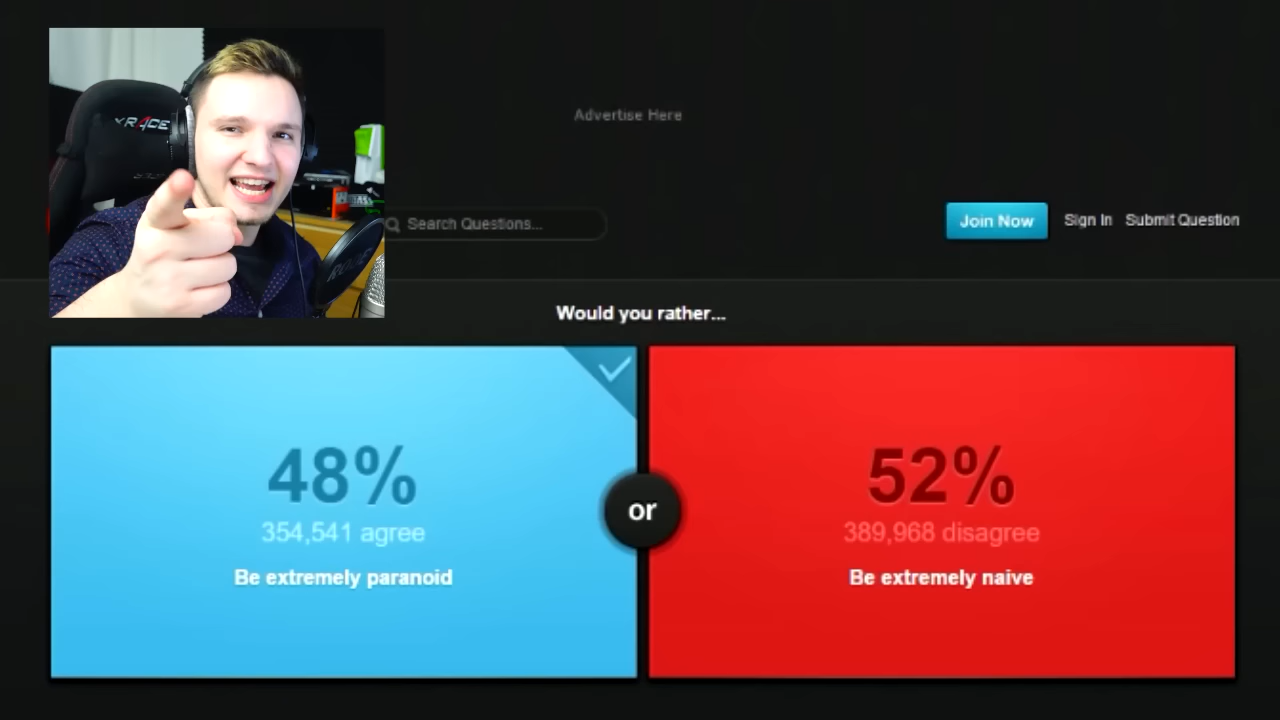 XRACE
Advertise Here
Search Questions...
Join Now
Sign In
Submit Question
Would you rather...
48%
354,541 agree
Be extremely paranoid
or
52%
389,968 disagree
Be extremely naive